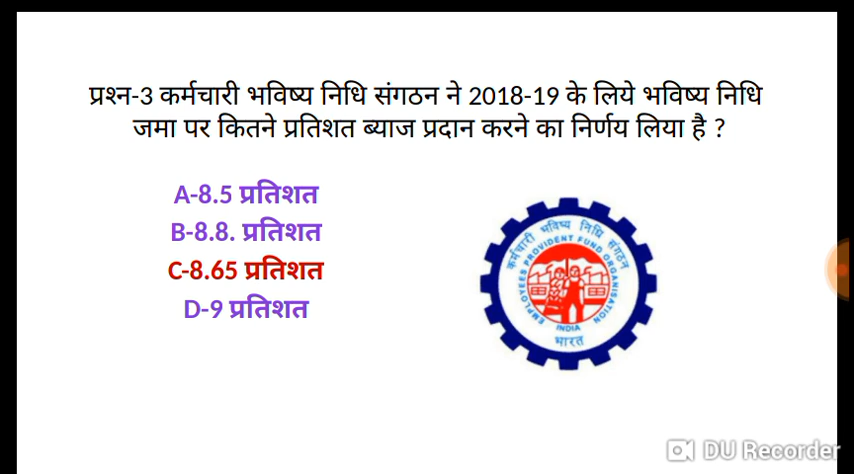 प्रश्न-3 कर्मचारी भविष्य निधि संगठन ने 2018-19 के लिये भविष्य निधि
जमा पर कितने प्रतिशत ब्याज प्रदान करने का निर्णय लिया है ?
A-8.5 प्रतिशत
B-8.8. प्रतिशत
C-8.65 प्रतिशत
D-9 प्रतिशत
कर्मचारी भविष्य निधि संगठन
EMPLOYEES PROVIDENT FUND ORGANISATION
INDIA
भारत
DU Recorder